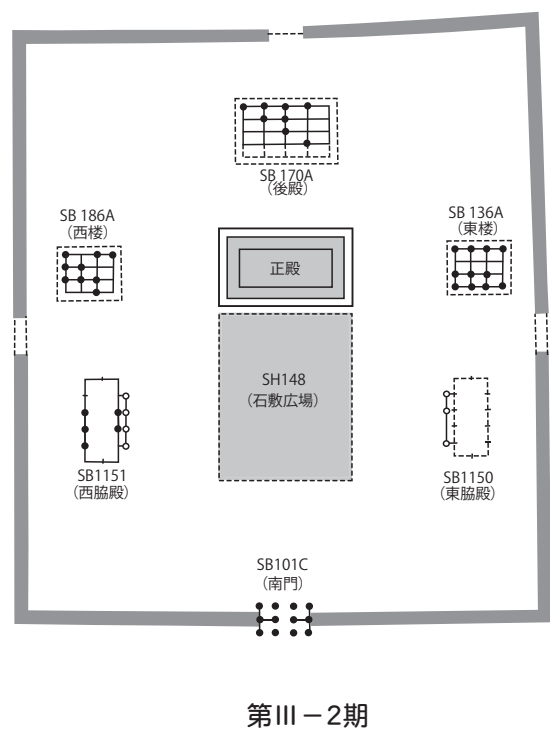 SB 170A
（後殿）
SB 186A
（西楼）
SB 136A
（東楼）
正殿
SH148
（石敷広場）
SB1151
（西脇殿）
SB1150
（東脇殿）
SB101C
（南門）
第Ⅲ－2期